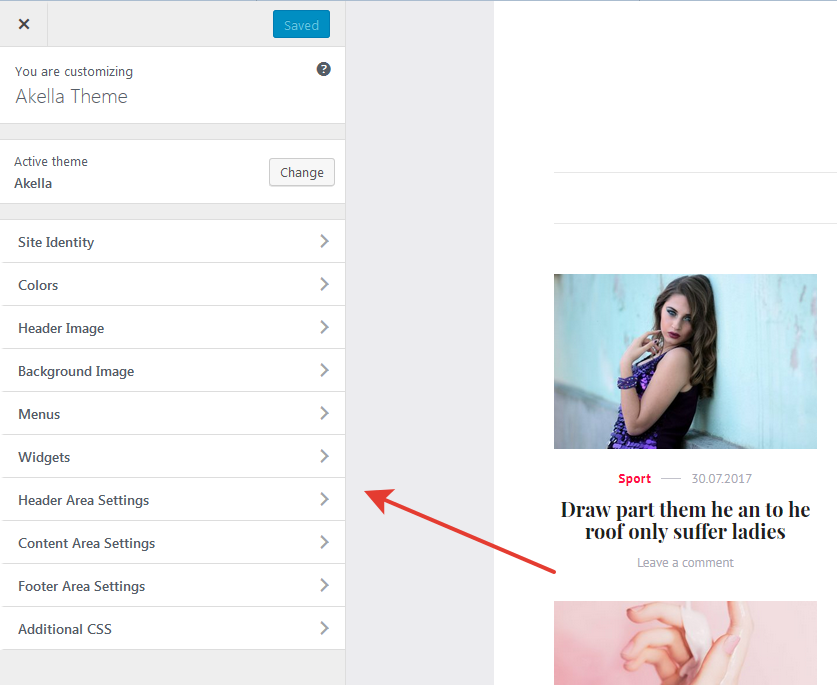 Saved
You are customizing
Akella Theme
Active theme
Akella
Change
Site Identity
Colors
Header Image
Background Image
Menus
Widgets
Header Area Settings
Content Area Settings
Footer Area Settings
Additional CSS
Sport 30.07.2017
Draw part them he an to he
roof only suffer ladies
Leave a comment